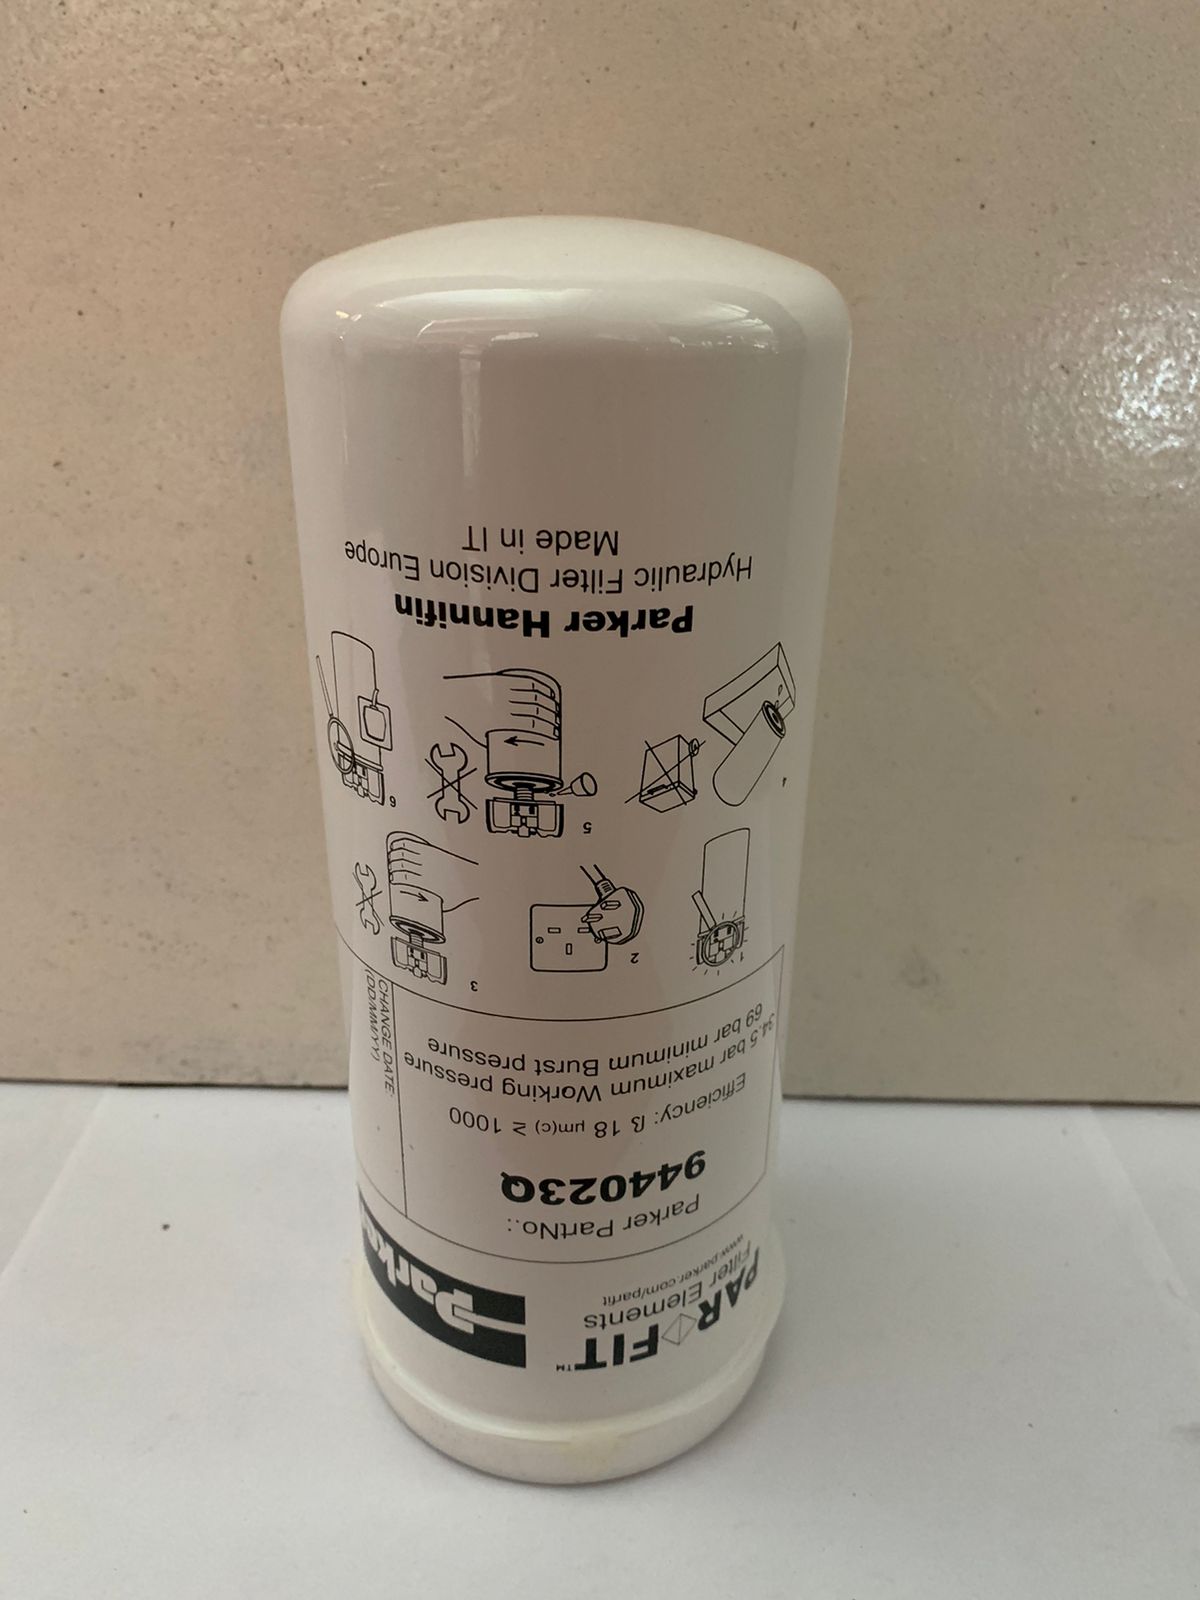 PAR FIT™
Filter Elements
www.parker.com/parfit
Parker
Parker PartNo.:
944023Q
Efficiency: ß 18 µm(c) ≥ 1000
34.5 bar maximum Working pressure
69 bar minimum Burst pressure
CHANGE DATE:
(DD/MM/YY)
1
2
3
4
5
6
Parker Hannifin
Hydraulic Filter Division Europe
Made in IT